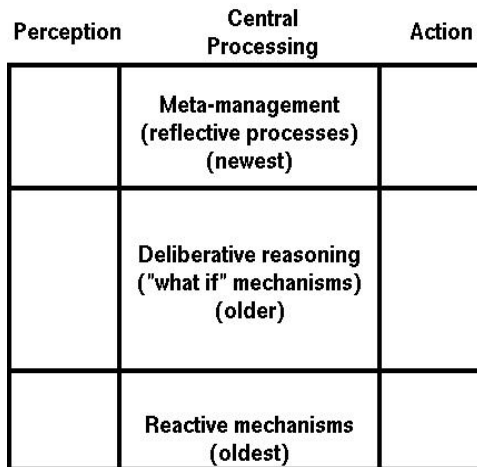 Perception
Central
Processing
Action
Meta-management
(reflective processes)
(newest)
Deliberative reasoning
("what if" mechanisms)
(older)
Reactive mechanisms
(oldest)